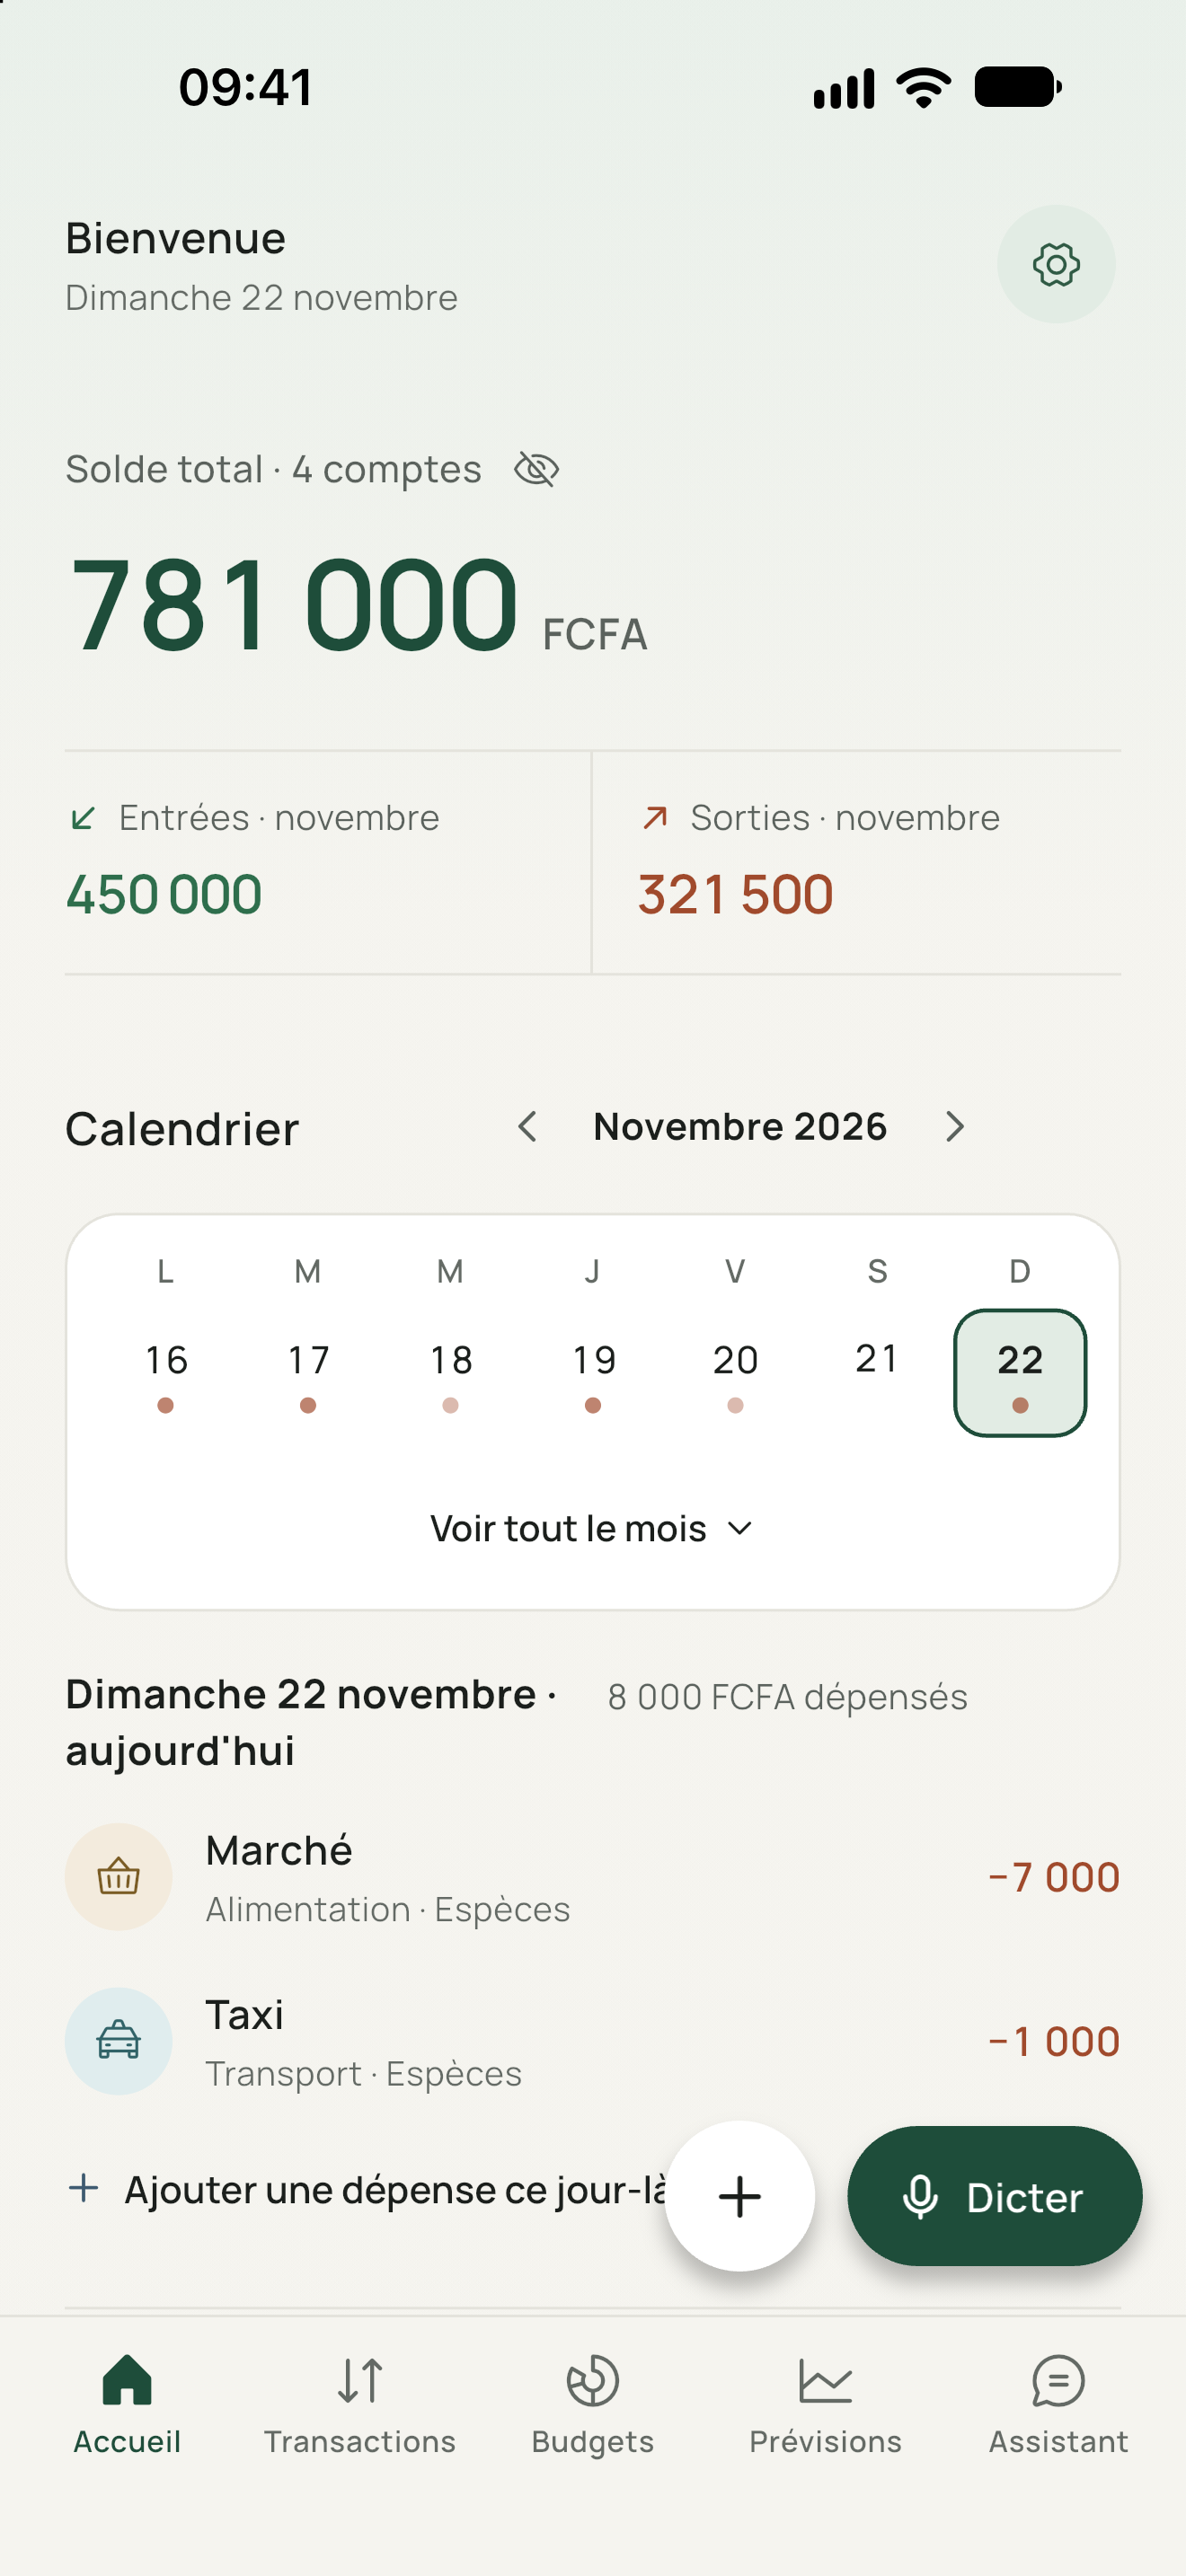 09:41
Bienvenue
Dimanche 22 novembre
Solde total · 4 comptes
781 000 FCFA
Entrées · novembre
450 000
Sorties · novembre
321 500
Calendrier
Novembre 2026
L M M J V S D
16 17 18 19 20 21 22
Voir tout le mois
Dimanche 22 novembre ·
aujourd'hui
8 000 FCFA dépensés
Marché
Alimentation · Espèces
−7 000
Taxi
Transport · Espèces
−1 000
Ajouter une dépense ce jour-là
Dicter
Accueil
Transactions
Budgets
Prévisions
Assistant